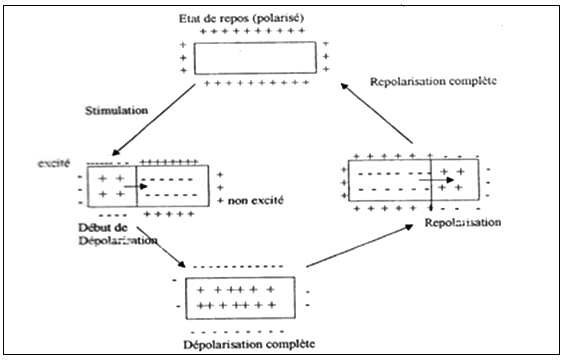 Etat de repos (polarisé)
+ + + + + + + + + +
+ +
+ +
+ +
+ + + + + + + + + +
Repolarisation complète
Stimulation
excité
-------- -- ++++++++
+ + + + + + - - -
- + + - - - - - -
- + + - - - - - -
+
+
+ non excité
---- + + + + +
+ - - - - - - + + -
+ - - - - - - + + -
+ + + + + + - - -
Début de
Dépolarisation
Repolarisation
- - - - - - - - - - - -
- + + ++ + + + -
- ++ ++ + + + + -
- - - - - - - - - -
Dépolarisation complète